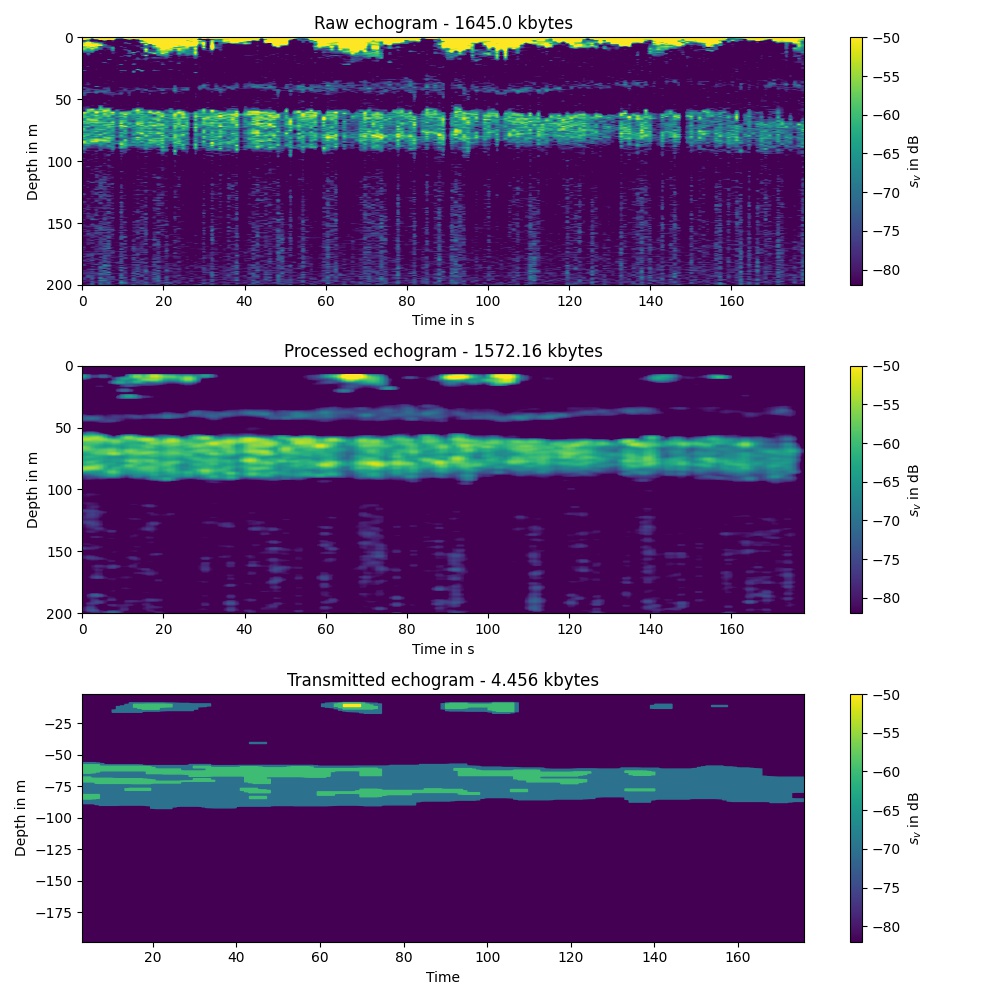 Raw echogram - 1645.0 kbytes
0
50
100
150
200
Depth in m
0 20 40 60 80 100 120 140 160
Time in s
−50
−55
−60
−65
−70
−75
−80
s_v in dB
Processed echogram - 1572.16 kbytes
0
50
100
150
200
Depth in m
0 20 40 60 80 100 120 140 160
Time in s
−50
−55
−60
−65
−70
−75
−80
s_v in dB
Transmitted echogram - 4.456 kbytes
−25
−50
−75
−100
−125
−150
−175
Depth in m
20 40 60 80 100 120 140 160
Time
−50
−55
−60
−65
−70
−75
−80
s_v in dB